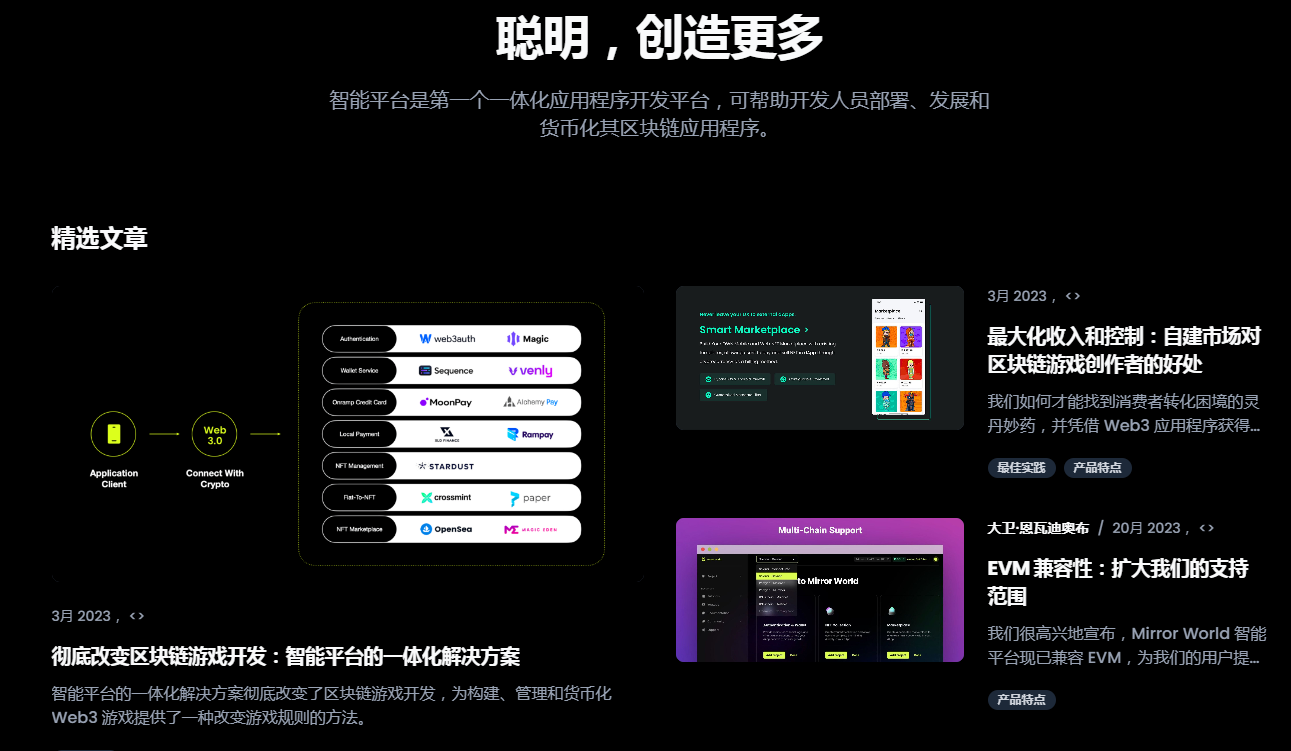 聪明，创造更多
智能平台是第一个一体化应用程序开发平台，可帮助开发人员部署、发展和
货币化其区块链应用程序。
精选文章
Application
Client
Web
3.0
Connect With
Crypto
Authentication web3auth Magic
Wallet Service Sequence venly
Onramp Credit Card MoonPay Alchemy Pay
Local Payment Rampay
NFT Management STARDUST
Fiat-To-NFT crossmint paper
NFT Marketplace OpenSea MAGIC EDEN
3月 2023， <>
彻底改变区块链游戏开发：智能平台的一体化解决方案
智能平台的一体化解决方案彻底改变了区块链游戏开发，为构建、管理和货币化
Web3 游戏提供了一种改变游戏规则的方法。
Smart Marketplace >
Marketplace
3月 2023， <>
最大化收入和控制：自建市场对
区块链游戏创作者的好处
我们如何才能找到消费者转化困境的灵
丹妙药，并凭借 Web3 应用程序获得...
最佳实践 产品特点
Multi-Chain Support
to Mirror World
大卫·恩瓦迪奥布 / 20月 2023， <>
EVM 兼容性：扩大我们的支持
范围
我们很高兴地宣布，Mirror World 智能
平台现已兼容 EVM，为我们的用户提...
产品特点